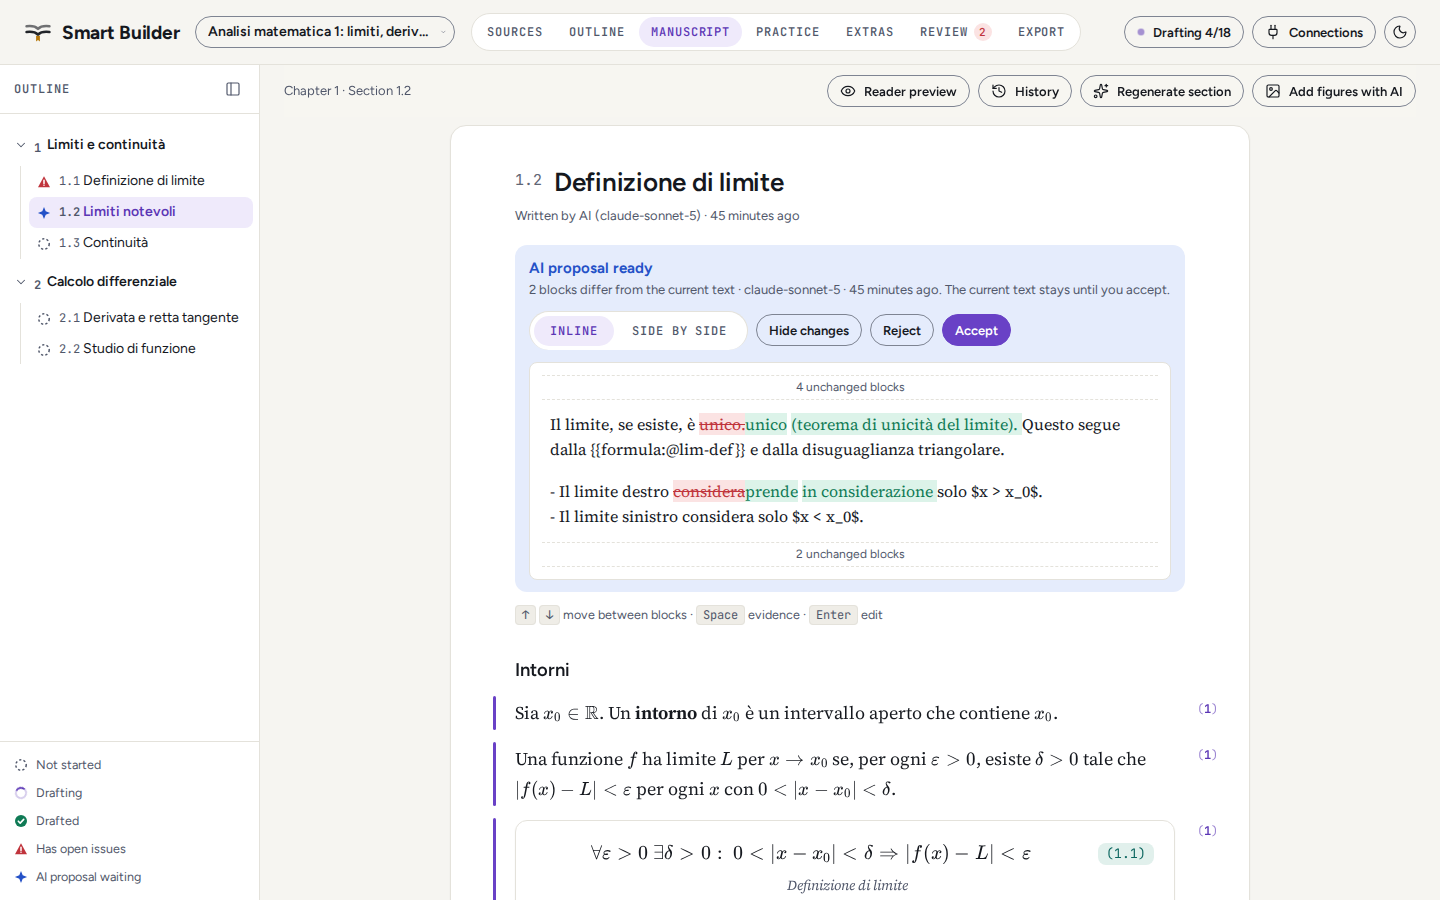 Smart Builder
Analisi matematica 1: limiti, deriv...
SOURCES
OUTLINE
MANUSCRIPT
PRACTICE
EXTRAS
REVIEW 2
EXPORT
Drafting 4/18
Connections
OUTLINE
1 Limiti e continuità
1.1 Definizione di limite
1.2 Limiti notevoli
1.3 Continuità
2 Calcolo differenziale
2.1 Derivata e retta tangente
2.2 Studio di funzione
Not started
Drafting
Drafted
Has open issues
AI proposal waiting
Chapter 1 · Section 1.2
Reader preview
History
Regenerate section
Add figures with AI
1.2 Definizione di limite
Written by AI (claude-sonnet-5) · 45 minutes ago
AI proposal ready
2 blocks differ from the current text · claude-sonnet-5 · 45 minutes ago. The current text stays until you accept.
INLINE
SIDE BY SIDE
Hide changes
Reject
Accept
4 unchanged blocks
Il limite, se esiste, è unico.unico (teorema di unicità del limite). Questo segue
dalla {{formula:@lim-def}} e dalla disuguaglianza triangolare.
- Il limite destro consideraprende in considerazione solo $x > x_0$.
- Il limite sinistro considera solo $x < x_0$.
2 unchanged blocks
↑ ↓ move between blocks · Space evidence · Enter edit
Intorni
Sia x₀ ∈ ℝ. Un intorno di x₀ è un intervallo aperto che contiene x₀.
(1)
Una funzione f ha limite L per x → x₀ se, per ogni ε > 0, esiste δ > 0 tale che
(1)
|f(x) − L| < ε per ogni x con 0 < |x − x₀| < δ.
(1)
∀ε > 0 ∃δ > 0 : 0 < |x − x₀| < δ ⇒ |f(x) − L| < ε
(1.1)
Definizione di limite